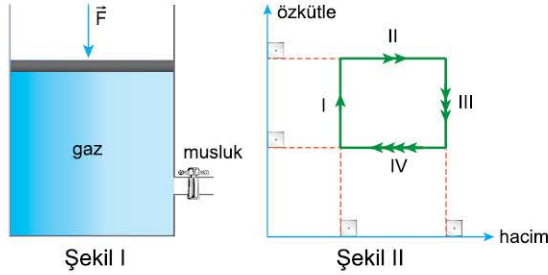 F
gaz
musluk
Şekil I
özkütle
II
I
III
IV
hacim
Şekil II